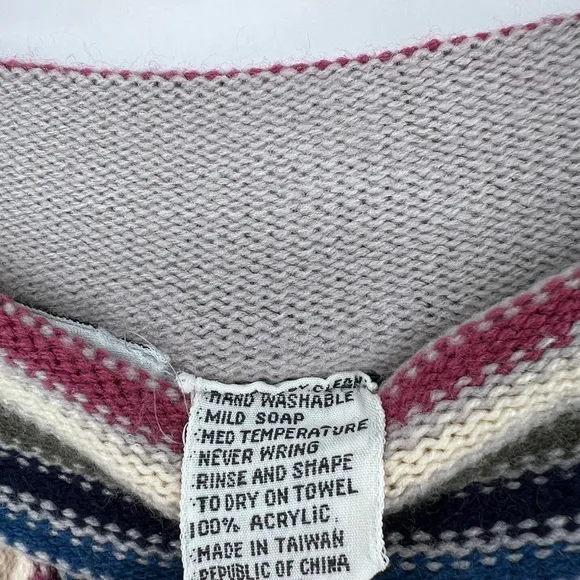 CLEAN
HAND WASHABLE
MILD SOAP
MED TEMPERATURE
NEVER WRING
RINSE AND SHAPE
TO DRY ON TOWEL
100% ACRYLIC
MADE IN TAIWAN
REPUBLIC OF CHINA